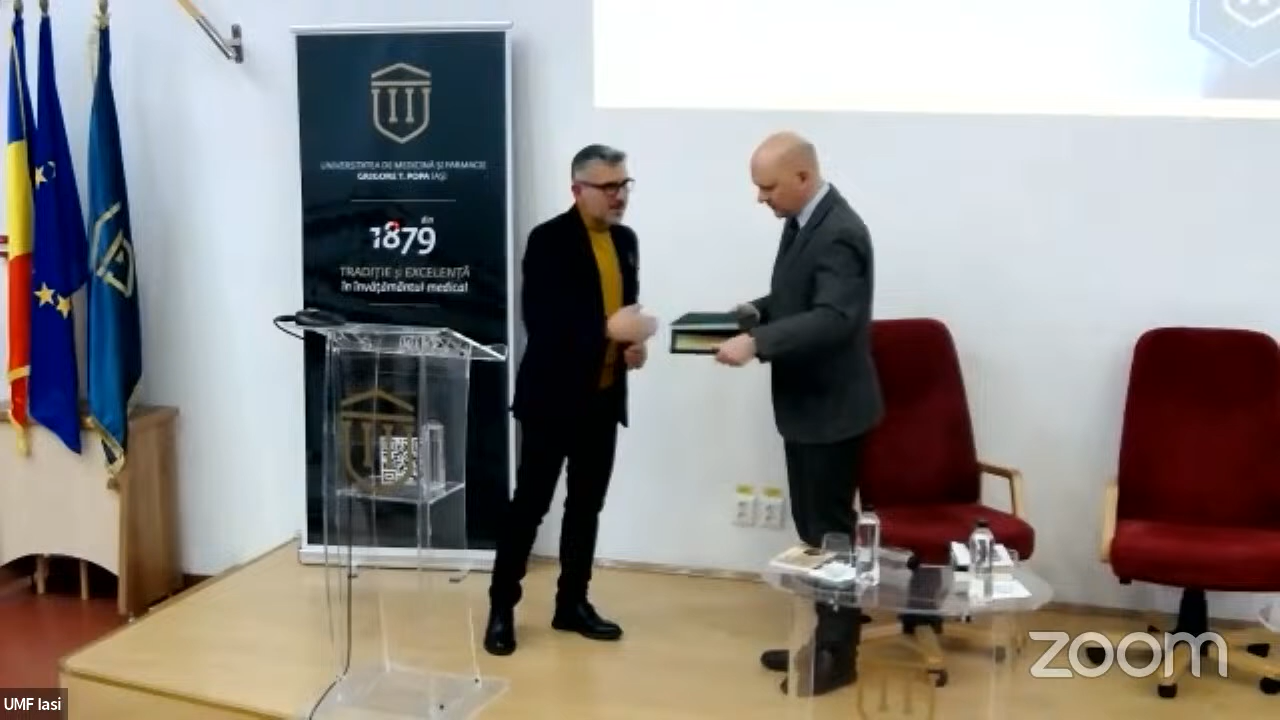 UNIVERSITATEA DE MEDICINĂ ȘI FARMACIE
GRIGORE T. POPA IAȘI
din
1879
TRADIȚIE și EXCELENȚĂ
în învățământul medical
zoom
UMF Iasi